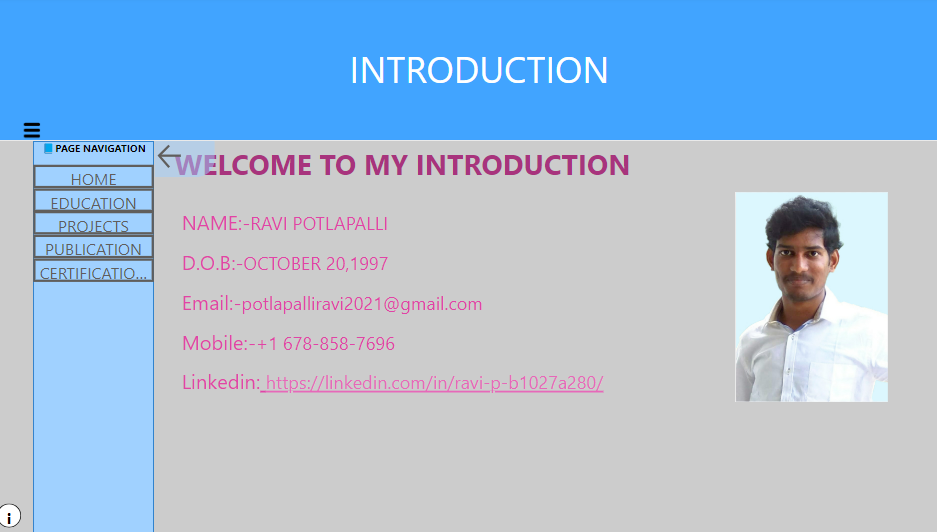 INTRODUCTION
PAGE NAVIGATION
HOME
EDUCATION
PROJECTS
PUBLICATION
CERTIFICATIO...
WELCOME TO MY INTRODUCTION
NAME:-RAVI POTLAPALLI
D.O.B:-OCTOBER 20,1997
Email:-potlapalliravi2021@gmail.com
Mobile:-+1 678-858-7696
Linkedin: https://linkedin.com/in/ravi-p-b1027a280/